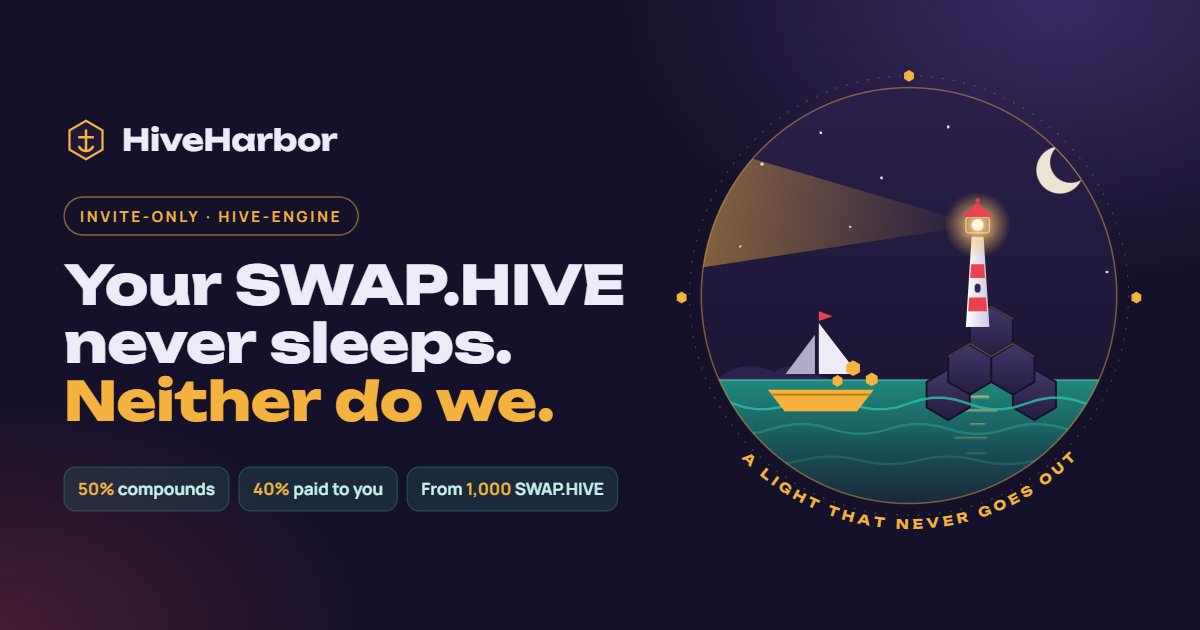 HiveHarbor
INVITE-ONLY · HIVE-ENGINE
Your SWAP.HIVE
never sleeps.
Neither do we.
50% compounds
40% paid to you
From 1,000 SWAP.HIVE
A LIGHT THAT NEVER GOES OUT